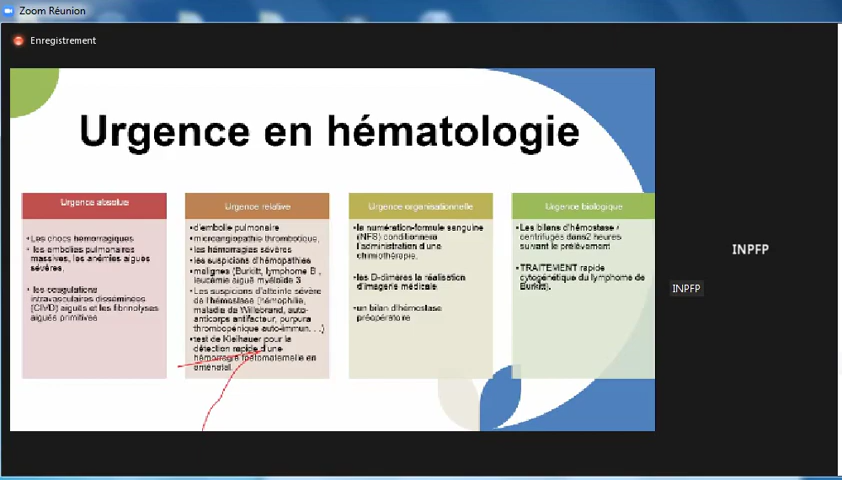 Zoom Réunion
Enregistrement
Urgence en hématologie
Urgence absolue
•Les chocs hémorragiques
• les embolies pulmonaires
massives, les anémies aiguës
sévères,
• les coagulations
intravasculaires disséminées
(CIVD) aiguës et les fibrinolyses
aiguës primitives
Urgence relative
•d'embolie pulmonaire
•microangiopathie thrombotique,
•les hémorragies sévères
•les suspicions d'hémopathies
•malignes (Burkitt, lymphome B ,
leucémie aiguë myéloïde 3
•Les suspicions d'atteinte sévère
de l'hémostase (hémophilie,
maladie de Willebrand, auto-
anticorps antifacteur, purpura
thrombopénique auto-immun. . .)
•test de Kleihauer pour la
détection rapide d'une
hémorragie fœtomaternelle en
anténatal.
Urgence organisationnelle
•la numération-formule sanguine
(NFS) conditionnera
l'administration d'une
chimiothérapie,
•les D-dimères la réalisation
d'imagerie médicale
•un bilan d'hémostase
préopératoire
Urgence biologique
•Les bilans d'hémostase /
centrifugés dans2 heures
suivant le prélèvement
•TRAITEMENT rapide
cytogénétique du lymphome de
Burkitt).
INPFP
INPFP